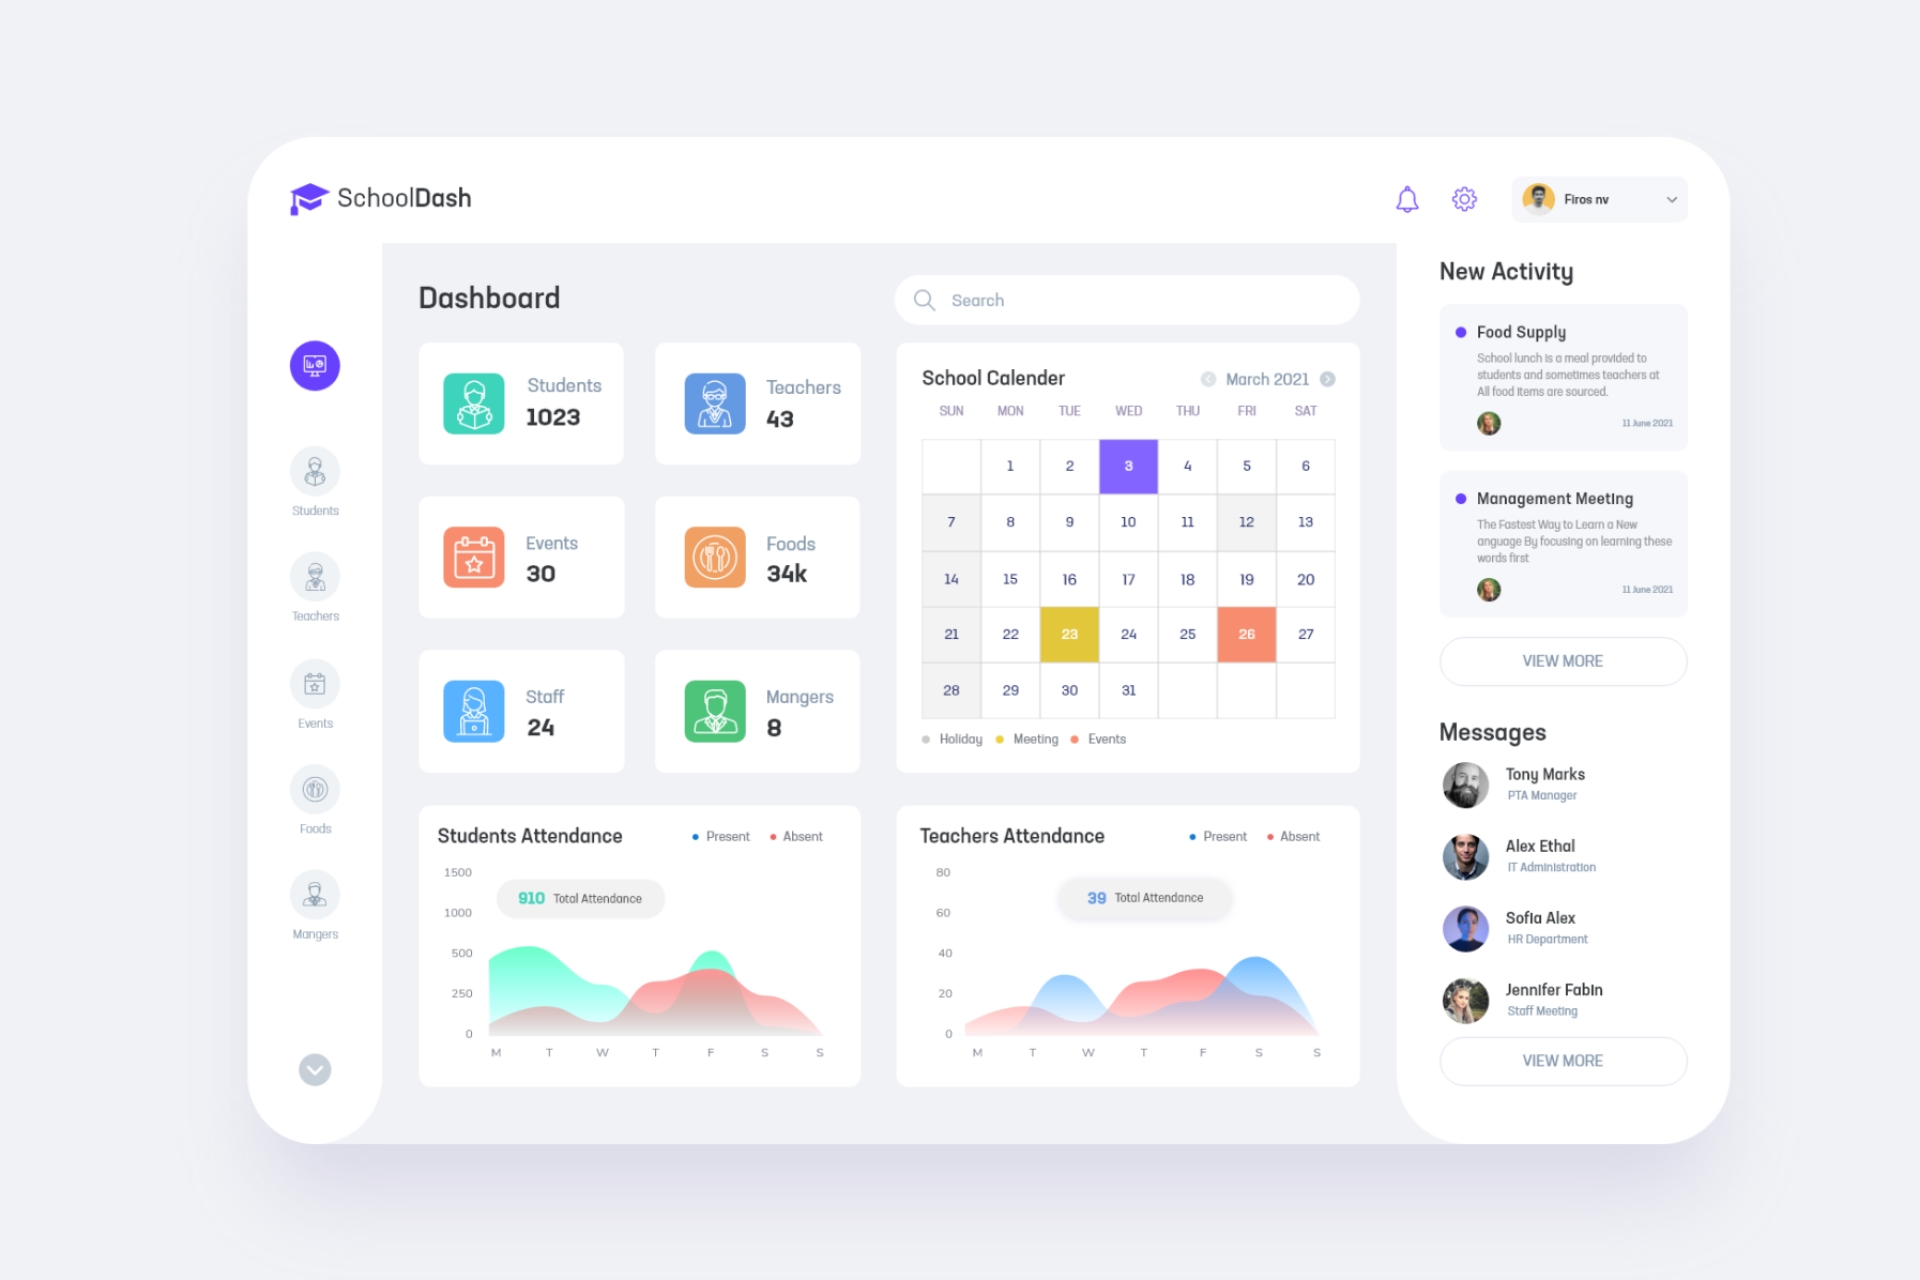 SchoolDash
Firos nv
Dashboard
Search
New Activity
Students
Teachers
Events
Foods
Mangers
Students
1023
Teachers
43
Events
30
Foods
34k
Staff
24
Mangers
8
School Calender
March 2021
SUN MON TUE WED THU FRI SAT
1 2 3 4 5 6
7 8 9 10 11 12 13
14 15 16 17 18 19 20
21 22 23 24 25 26 27
28 29 30 31
Holiday Meeting Events
Students Attendance
Present Absent
910 Total Attendance
1500
1000
500
250
0
M T W T F S S
Teachers Attendance
Present Absent
39 Total Attendance
80
60
40
20
0
M T W T F S S
Food Supply
School lunch is a meal provided to
students and sometimes teachers at
All food Items are sourced.
11 June 2021
Management Meeting
The Fastest Way to Learn a New
anguage By focusing on learning these
words first
11 June 2021
VIEW MORE
Messages
Tony Marks
PTA Manager
Alex Ethal
IT Administration
Sofia Alex
HR Department
Jennifer Fabin
Staff Meeting
VIEW MORE